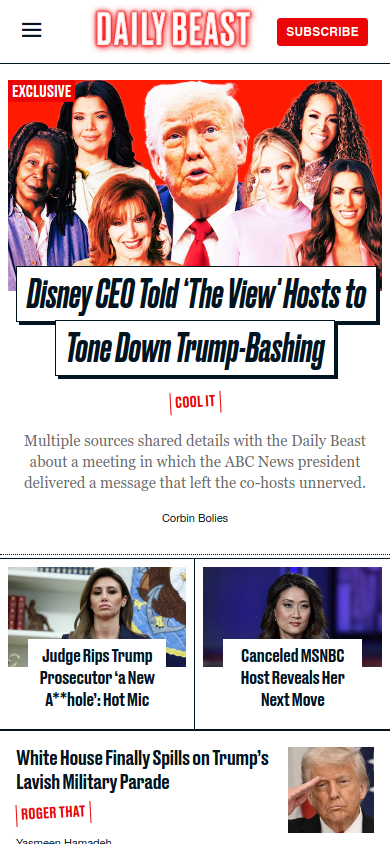 DAILY BEAST
SUBSCRIBE
EXCLUSIVE
Disney CEO Told ‘The View' Hosts to
Tone Down Trump-Bashing
COOL IT
Multiple sources shared details with the Daily Beast
about a meeting in which the ABC News president
delivered a message that left the co-hosts unnerved.
Corbin Bolies
Judge Rips Trump
Prosecutor ‘a New
A**hole’: Hot Mic
Canceled MSNBC
Host Reveals Her
Next Move
White House Finally Spills on Trump’s
Lavish Military Parade
ROGER THAT
Yasmeen Hamadeh